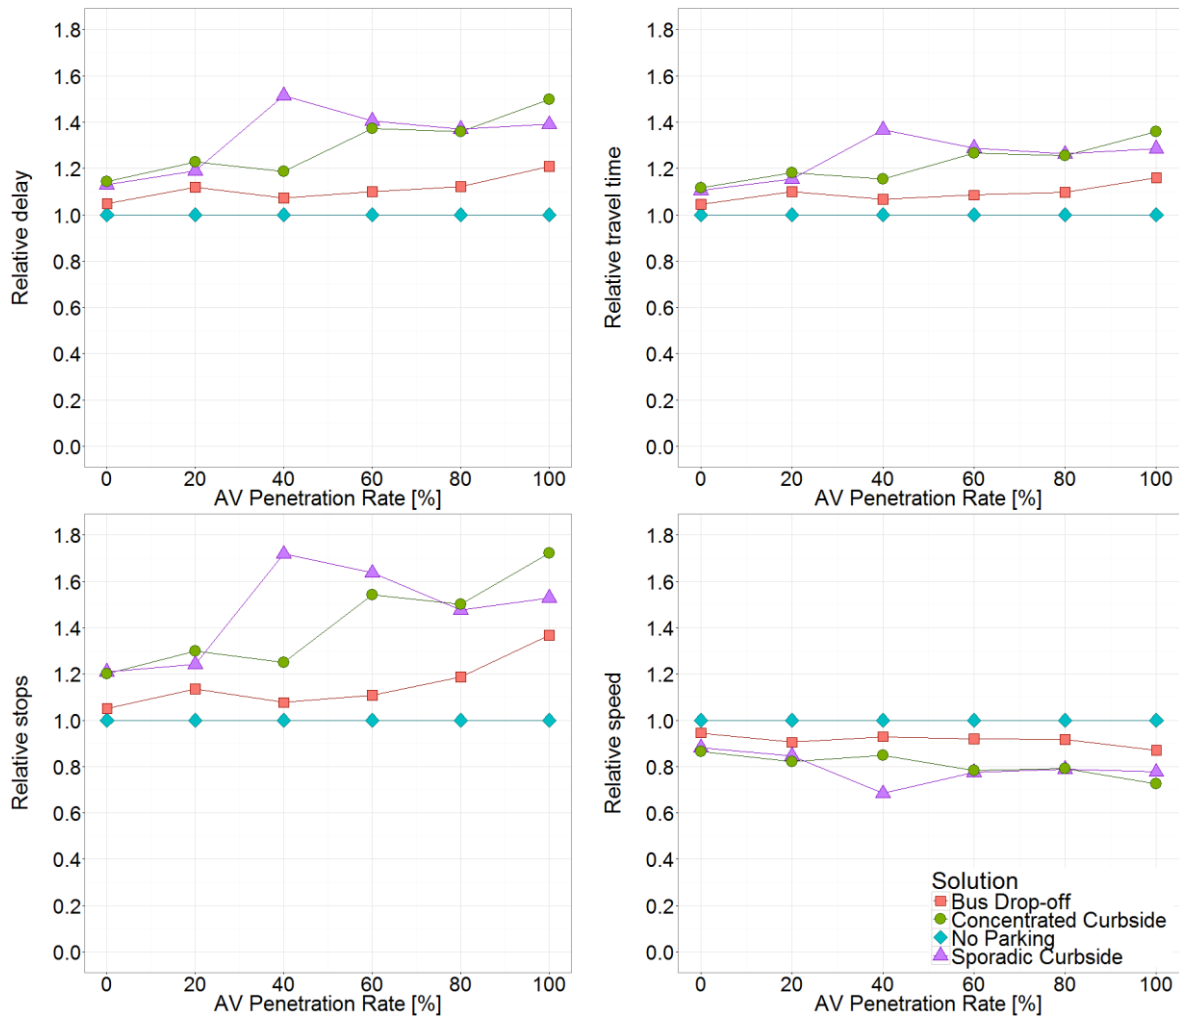 Relative delay
1.8
1.6
1.4
1.2
1.0
0.8
0.6
0.4
0.2
0.0
0 20 40 60 80 100
AV Penetration Rate [%]
Relative travel time
1.8
1.6
1.4
1.2
1.0
0.8
0.6
0.4
0.2
0.0
0 20 40 60 80 100
AV Penetration Rate [%]
Relative stops
1.8
1.6
1.4
1.2
1.0
0.8
0.6
0.4
0.2
0.0
0 20 40 60 80 100
AV Penetration Rate [%]
Relative speed
1.8
1.6
1.4
1.2
1.0
0.8
0.6
0.4
0.2
0.0
Solution
Bus Drop-off
Concentrated Curbside
No Parking
Sporadic Curbside
0 20 40 60 80 100
AV Penetration Rate [%]